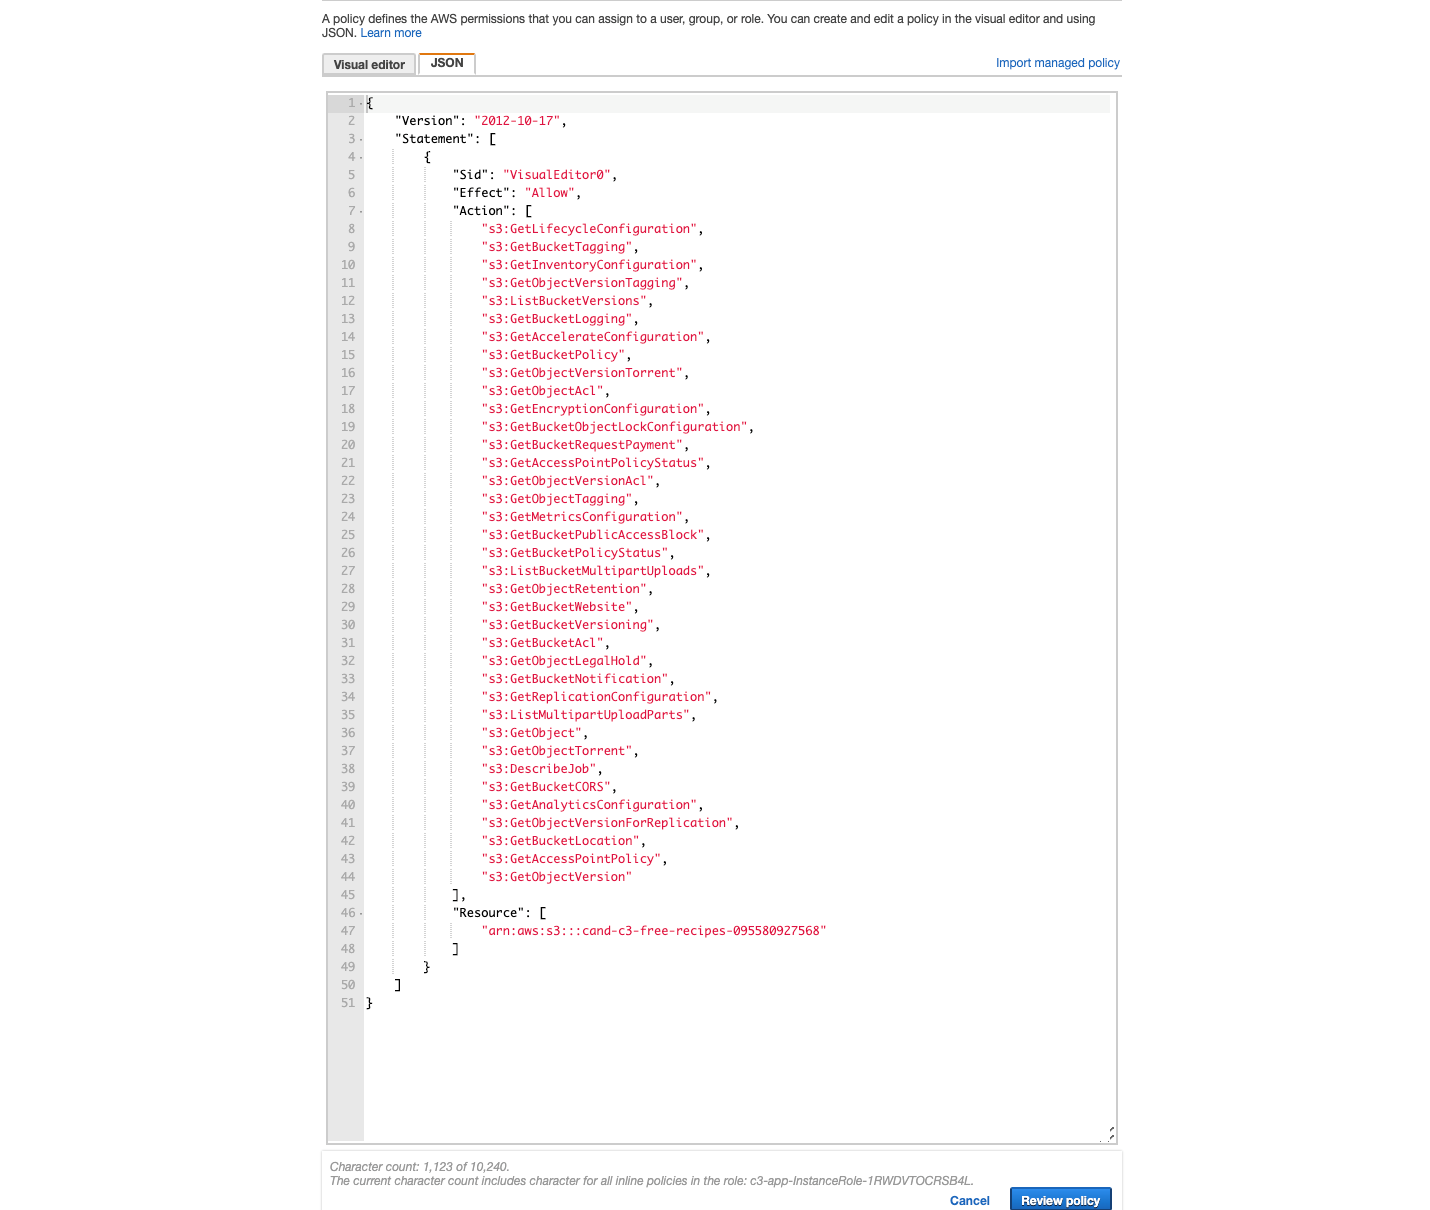 A policy defines the AWS permissions that you can assign to a user, group, or role. You can create and edit a policy in the visual editor and using
JSON. Learn more
Visual editor JSON Import managed policy
1 {
2 "Version": "2012-10-17",
3 "Statement": [
4 {
5 "Sid": "VisualEditor0",
6 "Effect": "Allow",
7 "Action": [
8 "s3:GetLifecycleConfiguration",
9 "s3:GetBucketTagging",
10 "s3:GetInventoryConfiguration",
11 "s3:GetObjectVersionTagging",
12 "s3:ListBucketVersions",
13 "s3:GetBucketLogging",
14 "s3:GetAccelerateConfiguration",
15 "s3:GetBucketPolicy",
16 "s3:GetObjectVersionTorrent",
17 "s3:GetObjectAcl",
18 "s3:GetEncryptionConfiguration",
19 "s3:GetBucketObjectLockConfiguration",
20 "s3:GetBucketRequestPayment",
21 "s3:GetAccessPointPolicyStatus",
22 "s3:GetObjectVersionAcl",
23 "s3:GetObjectTagging",
24 "s3:GetMetricsConfiguration",
25 "s3:GetBucketPublicAccessBlock",
26 "s3:GetBucketPolicyStatus",
27 "s3:ListBucketMultipartUploads",
28 "s3:GetObjectRetention",
29 "s3:GetBucketWebsite",
30 "s3:GetBucketVersioning",
31 "s3:GetBucketAcl",
32 "s3:GetObjectLegalHold",
33 "s3:GetBucketNotification",
34 "s3:GetReplicationConfiguration",
35 "s3:ListMultipartUploadParts",
36 "s3:GetObject",
37 "s3:GetObjectTorrent",
38 "s3:DescribeJob",
39 "s3:GetBucketCORS",
40 "s3:GetAnalyticsConfiguration",
41 "s3:GetObjectVersionForReplication",
42 "s3:GetBucketLocation",
43 "s3:GetAccessPointPolicy",
44 "s3:GetObjectVersion"
45 ],
46 "Resource": [
47 "arn:aws:s3:::cand-c3-free-recipes-095580927568"
48 ]
49 }
50 ]
51 }
Character count: 1,123 of 10,240.
The current character count includes character for all inline policies in the role: c3-app-InstanceRole-1RWDVTOCRSB4L.
Cancel Review policy